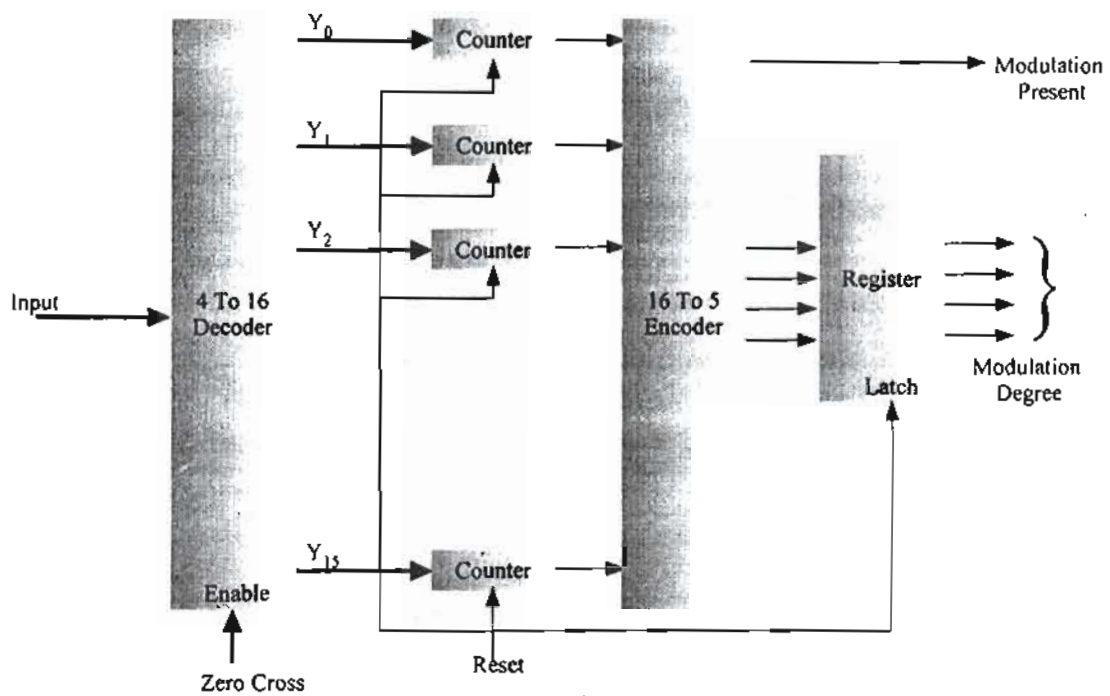 Y0
Counter
Modulation
Present
Y1
Counter
Y2
Counter
Input
4 To 16
Decoder
16 To 5
Encoder
Register
Modulation
Degree
Latch
Y15
Counter
Enable
Reset
Zero Cross